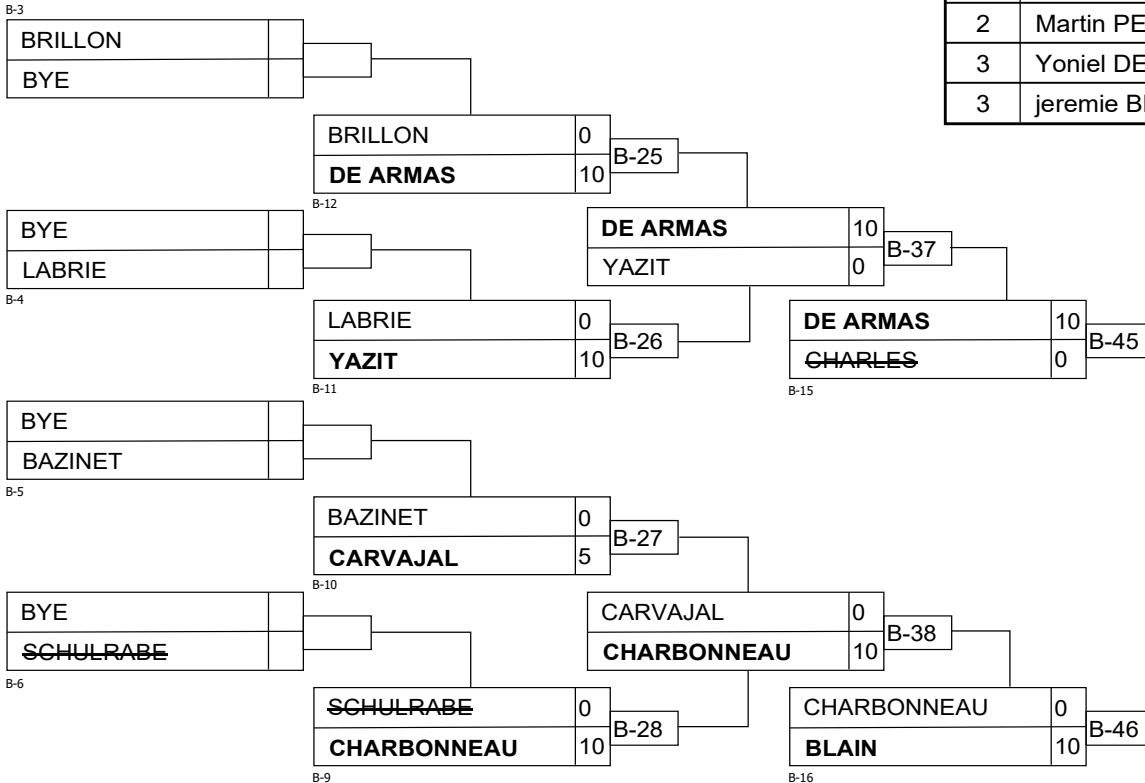 B-3
BRILLON
BYE
2 Martin PE
3 Yoniel DE
3 jeremie
BRILLON 0
DE ARMAS 10
B-25
B-12
BYE
LABRIE
B-4
DE ARMAS 10
YAZIT 0
B-37
LABRIE 0
YAZIT 10
B-26
B-11
DE ARMAS 10
CHARLES 0
B-45
B-15
BYE
BAZINET
B-5
BAZINET 0
CARVAJAL 5
B-27
B-10
BYE
SCHULRABE
B-6
CARVAJAL 0
CHARBONNEAU 10
B-38
SCHULRABE 0
CHARBONNEAU 10
B-28
B-9
CHARBONNEAU 0
BLAIN 10
B-46
B-16